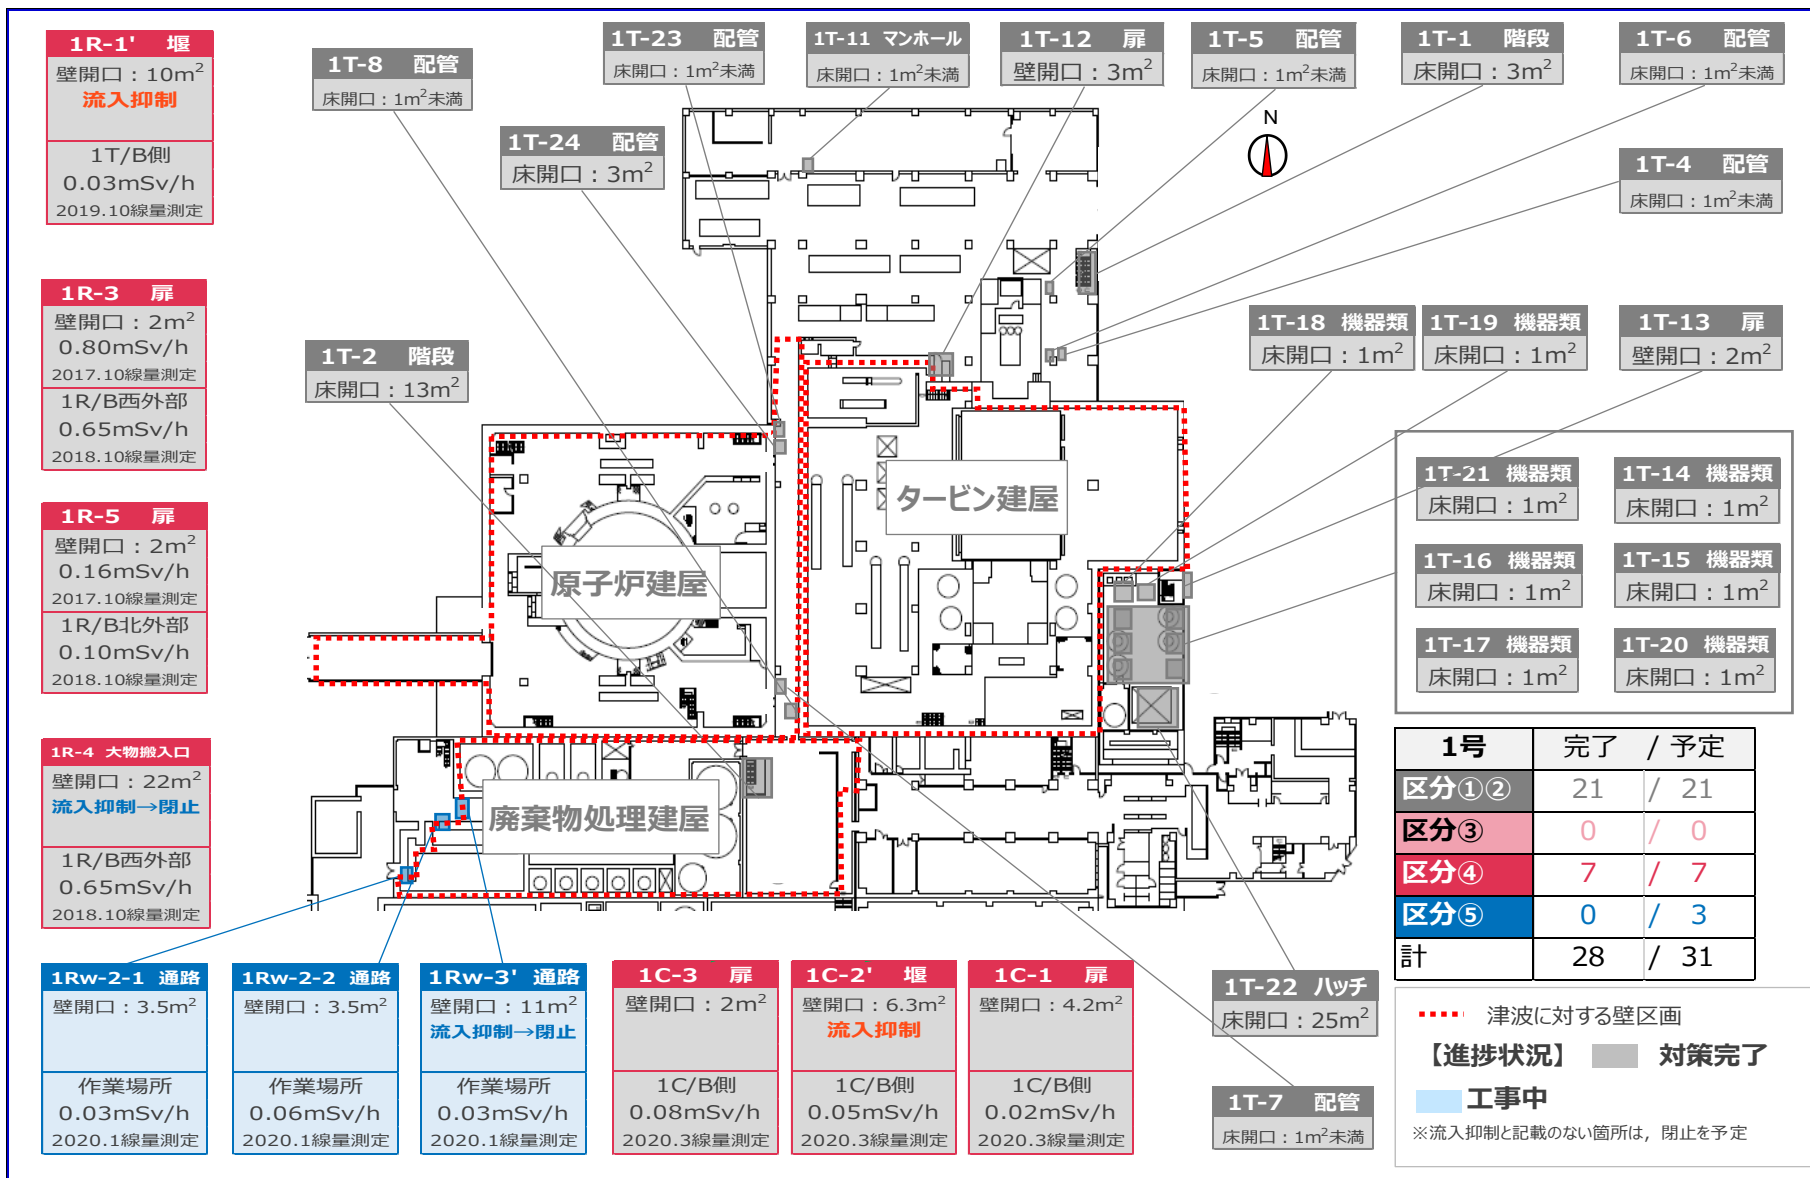 1R-1' 堰
壁開口：10m²
流入抑制
1T/B側
0.03mSv/h
2019.10線量測定
1R-3 扉
壁開口：2m²
0.80mSv/h
2017.10線量測定
1R/B西外部
0.65mSv/h
2018.10線量測定
1R-5 扉
壁開口：2m²
0.16mSv/h
2017.10線量測定
1R/B北外部
0.10mSv/h
2018.10線量測定
1R-4 大物搬入口
壁開口：22m²
流入抑制→閉止
1R/B西外部
0.65mSv/h
2018.10線量測定
1T-8 配管
床開口：1m²未満
1T-23 配管
床開口：1m²未満
1T-11 マンホール
床開口：1m²未満
1T-12 扉
壁開口：3m²
1T-5 配管
床開口：1m²未満
1T-1 階段
床開口：3m²
1T-6 配管
床開口：1m²未満
1T-24 配管
床開口：3m²
N
1T-4 配管
床開口：1m²未満
1T-2 階段
床開口：13m²
1T-18 機器類
床開口：1m²
1T-19 機器類
床開口：1m²
1T-13 扉
壁開口：2m²
1T-21 機器類
床開口：1m²
1T-14 機器類
床開口：1m²
1T-16 機器類
床開口：1m²
1T-15 機器類
床開口：1m²
1T-17 機器類
床開口：1m²
1T-20 機器類
床開口：1m²
タービン建屋
原子炉建屋
廃棄物処理建屋
1号 完了 / 予定
区分①② 21 / 21
区分③ 0 / 0
区分④ 7 / 7
区分⑤ 0 / 3
計 28 / 31
1Rw-2-1 通路
壁開口：3.5m²
作業場所
0.03mSv/h
2020.1線量測定
1Rw-2-2 通路
壁開口：3.5m²
作業場所
0.06mSv/h
2020.1線量測定
1Rw-3' 通路
壁開口：11m²
流入抑制→閉止
作業場所
0.03mSv/h
2020.1線量測定
1C-3 扉
壁開口：2m²
1C/B側
0.08mSv/h
2020.3線量測定
1C-2' 堰
壁開口：6.3m²
流入抑制
1C/B側
0.05mSv/h
2020.3線量測定
1C-1 扉
壁開口：4.2m²
1C/B側
0.02mSv/h
2020.3線量測定
1T-22 ハッチ
床開口：25m²
1T-7 配管
床開口：1m²未満
津波に対する壁区画
【進捗状況】 対策完了
工事中
※流入抑制と記載のない箇所は，閉止を予定